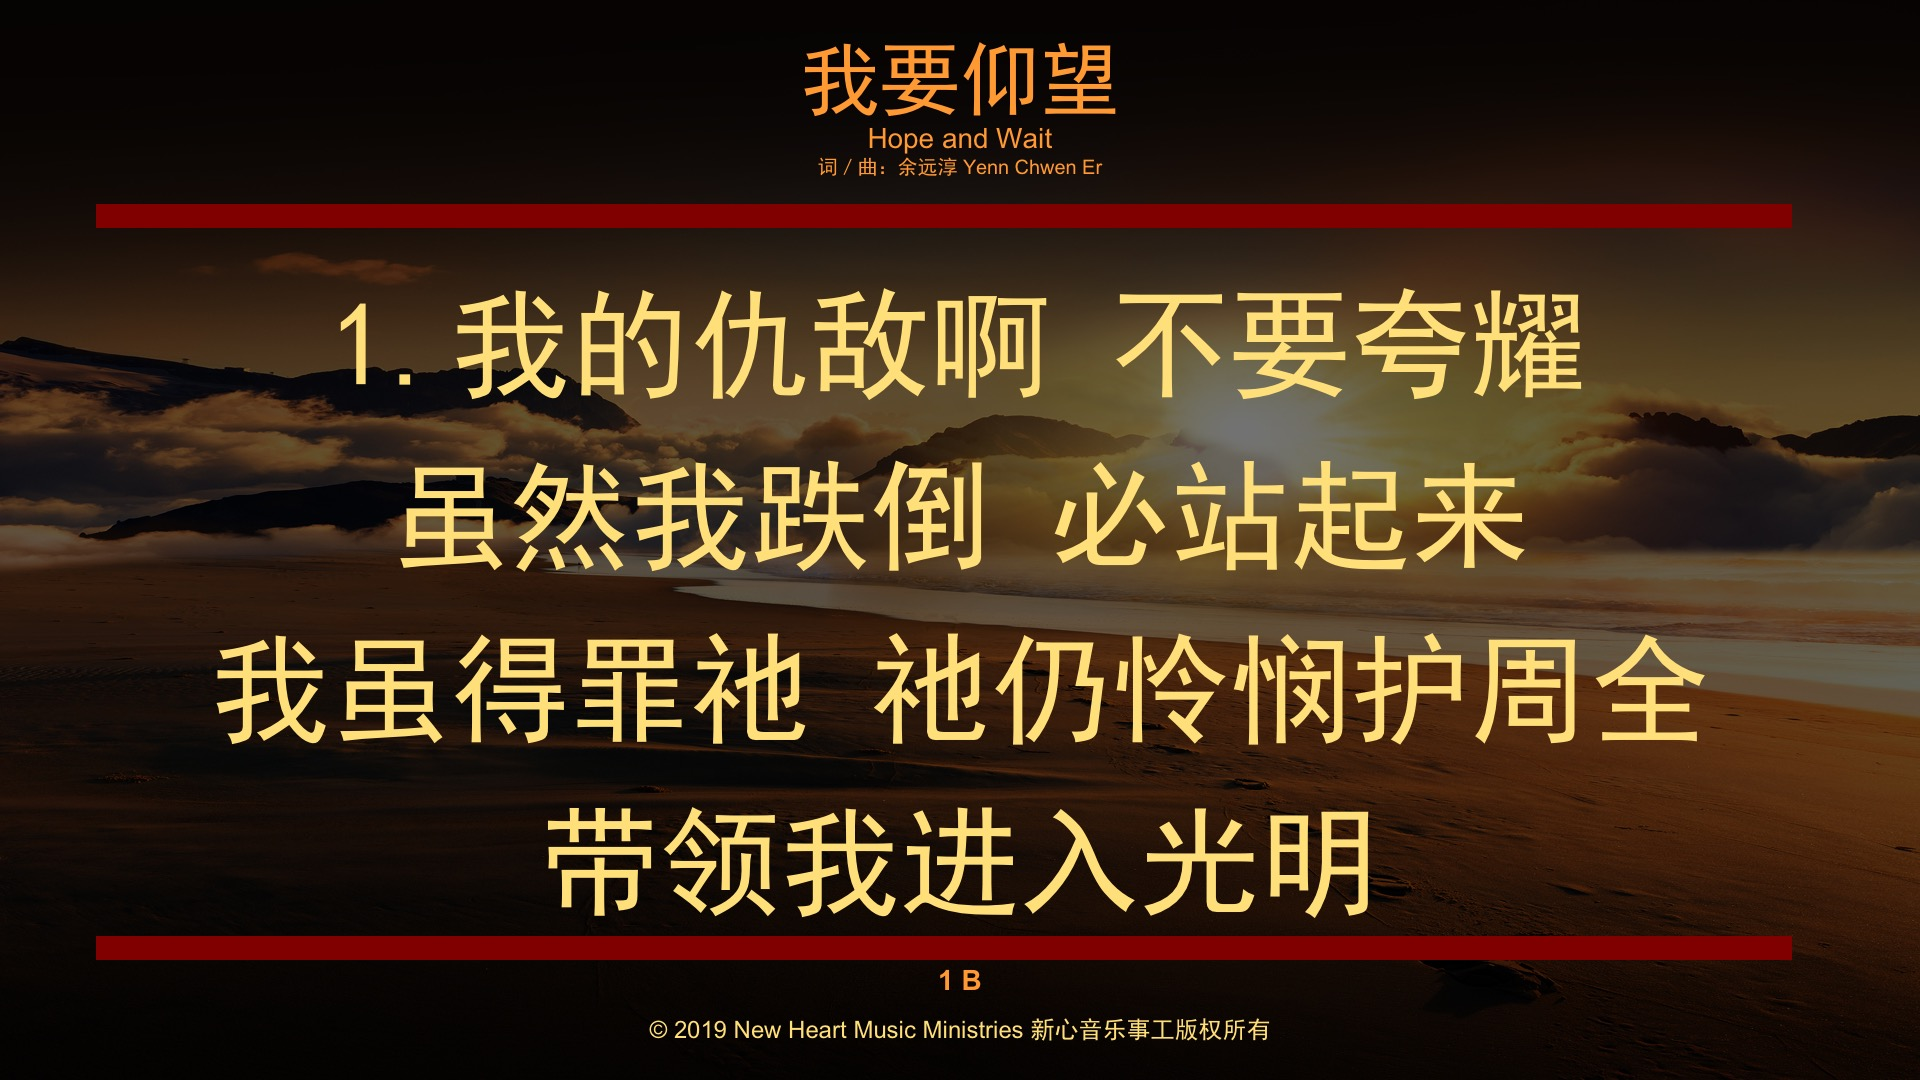 我要仰望
Hope and Wait
词 / 曲：余远淳 Yenn Chwen Er
1. 我的仇敌啊 不要夸耀
虽然我跌倒 必站起来
我虽得罪祂 祂仍怜悯护周全
带领我进入光明
1 B
© 2019 New Heart Music Ministries 新心音乐事工版权所有